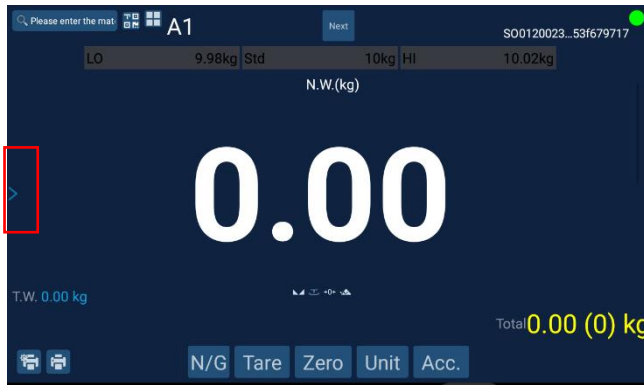 Please enter the mat
A1
Next
SO0120023...53f679717
LO 9.98kg Std 10kg HI 10.02kg
N.W.(kg)
0.00
T.W. 0.00 kg
→0←
Total 0.00 (0) kg
N/G Tare Zero Unit Acc.